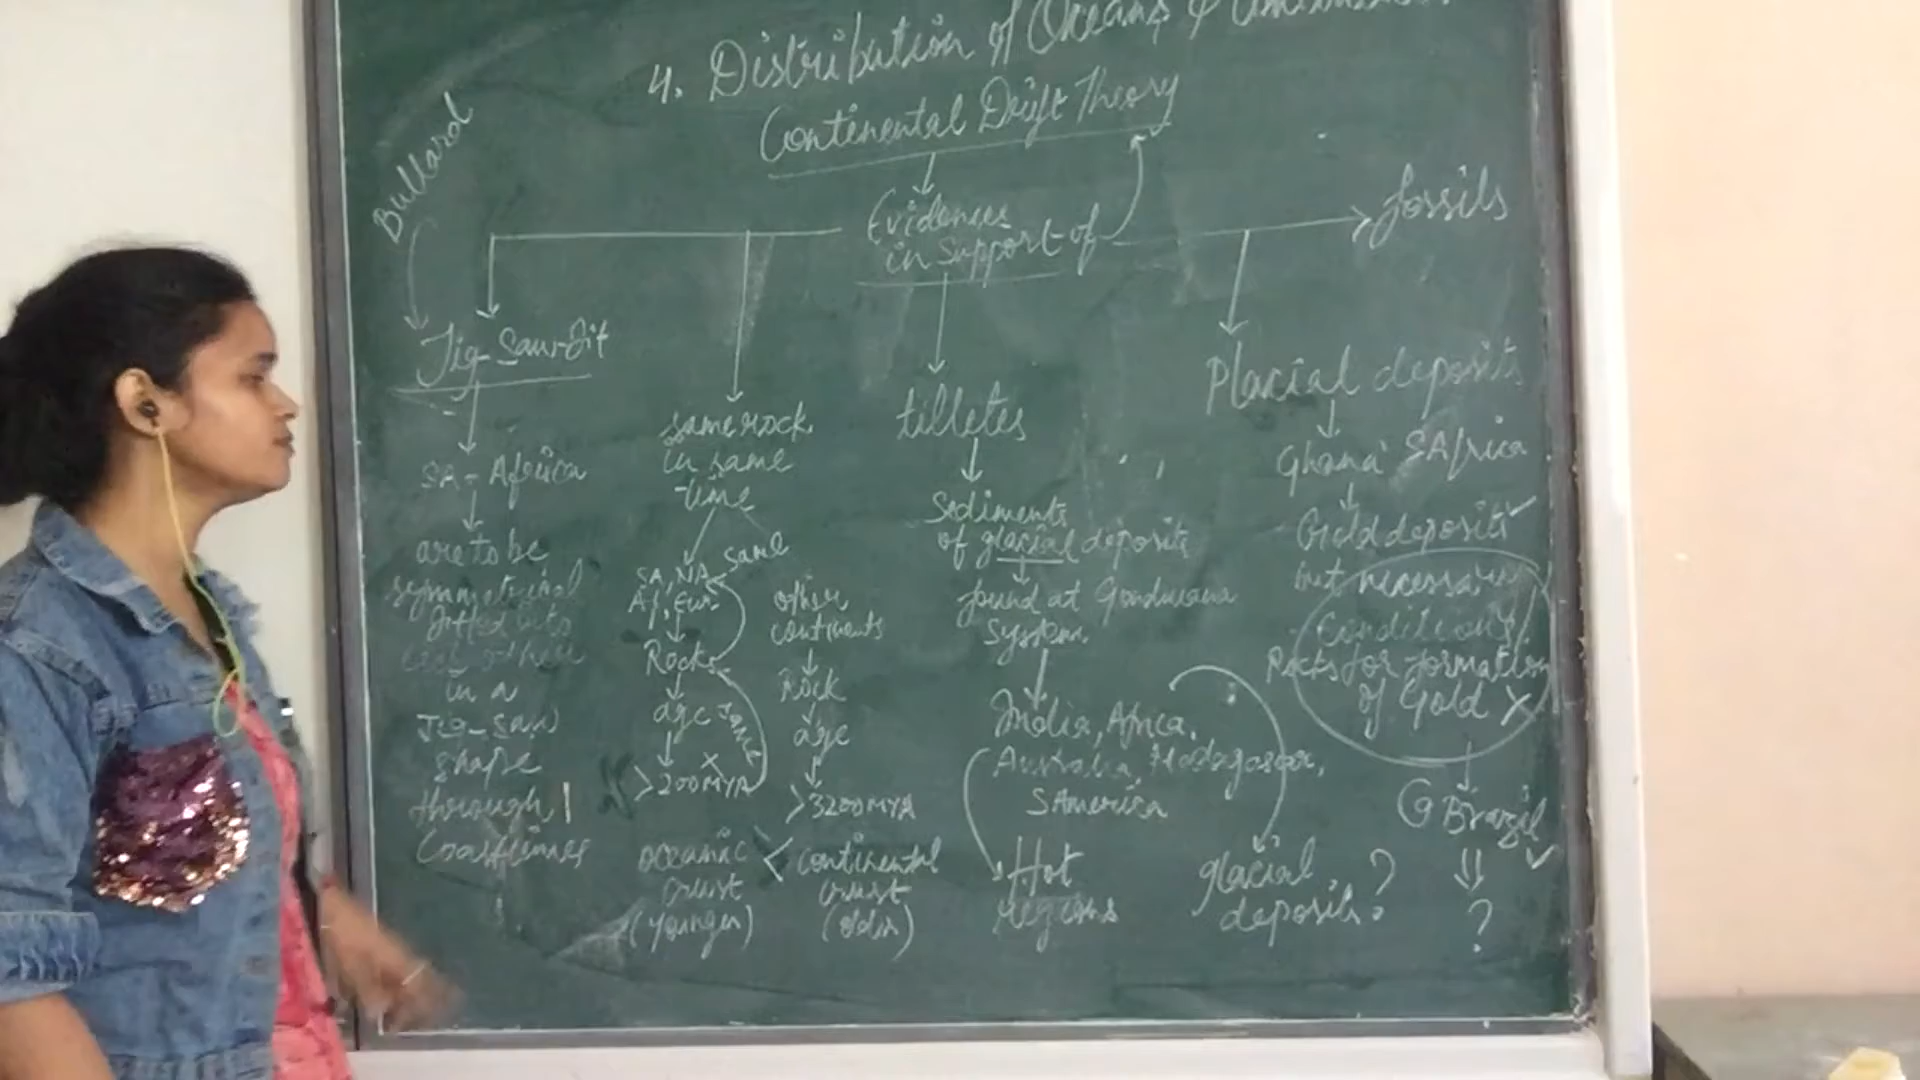 4. Distribution of Oceans &
Continental Drift Theory
Evidences
in Support of
Bullard
Jig-Saw-Fit
SA - Africa
are to be
symmetrical
fitted into
each other
in a
Jig-saw
shape
through
Coastlines
same rock
in same
time
SA, NA
Af, Eur.
same
Rocks
age
same
>200MYA
oceanic
crust
(younger)
<
other
continents
Rock
age
>3200MYA
continental
crust
(older)
tilletes
Sediments
of glacial deposits
found at Gondwana
System
India, Africa,
Australia, Madagascar,
SAmerica
Hot
regions
glacial
deposits?
?
Placial deposits
Ghana SAfrica
Gold deposits
but necessary
Conditions/
Rocks for formation
of Gold X
G Brazil
?
fossils